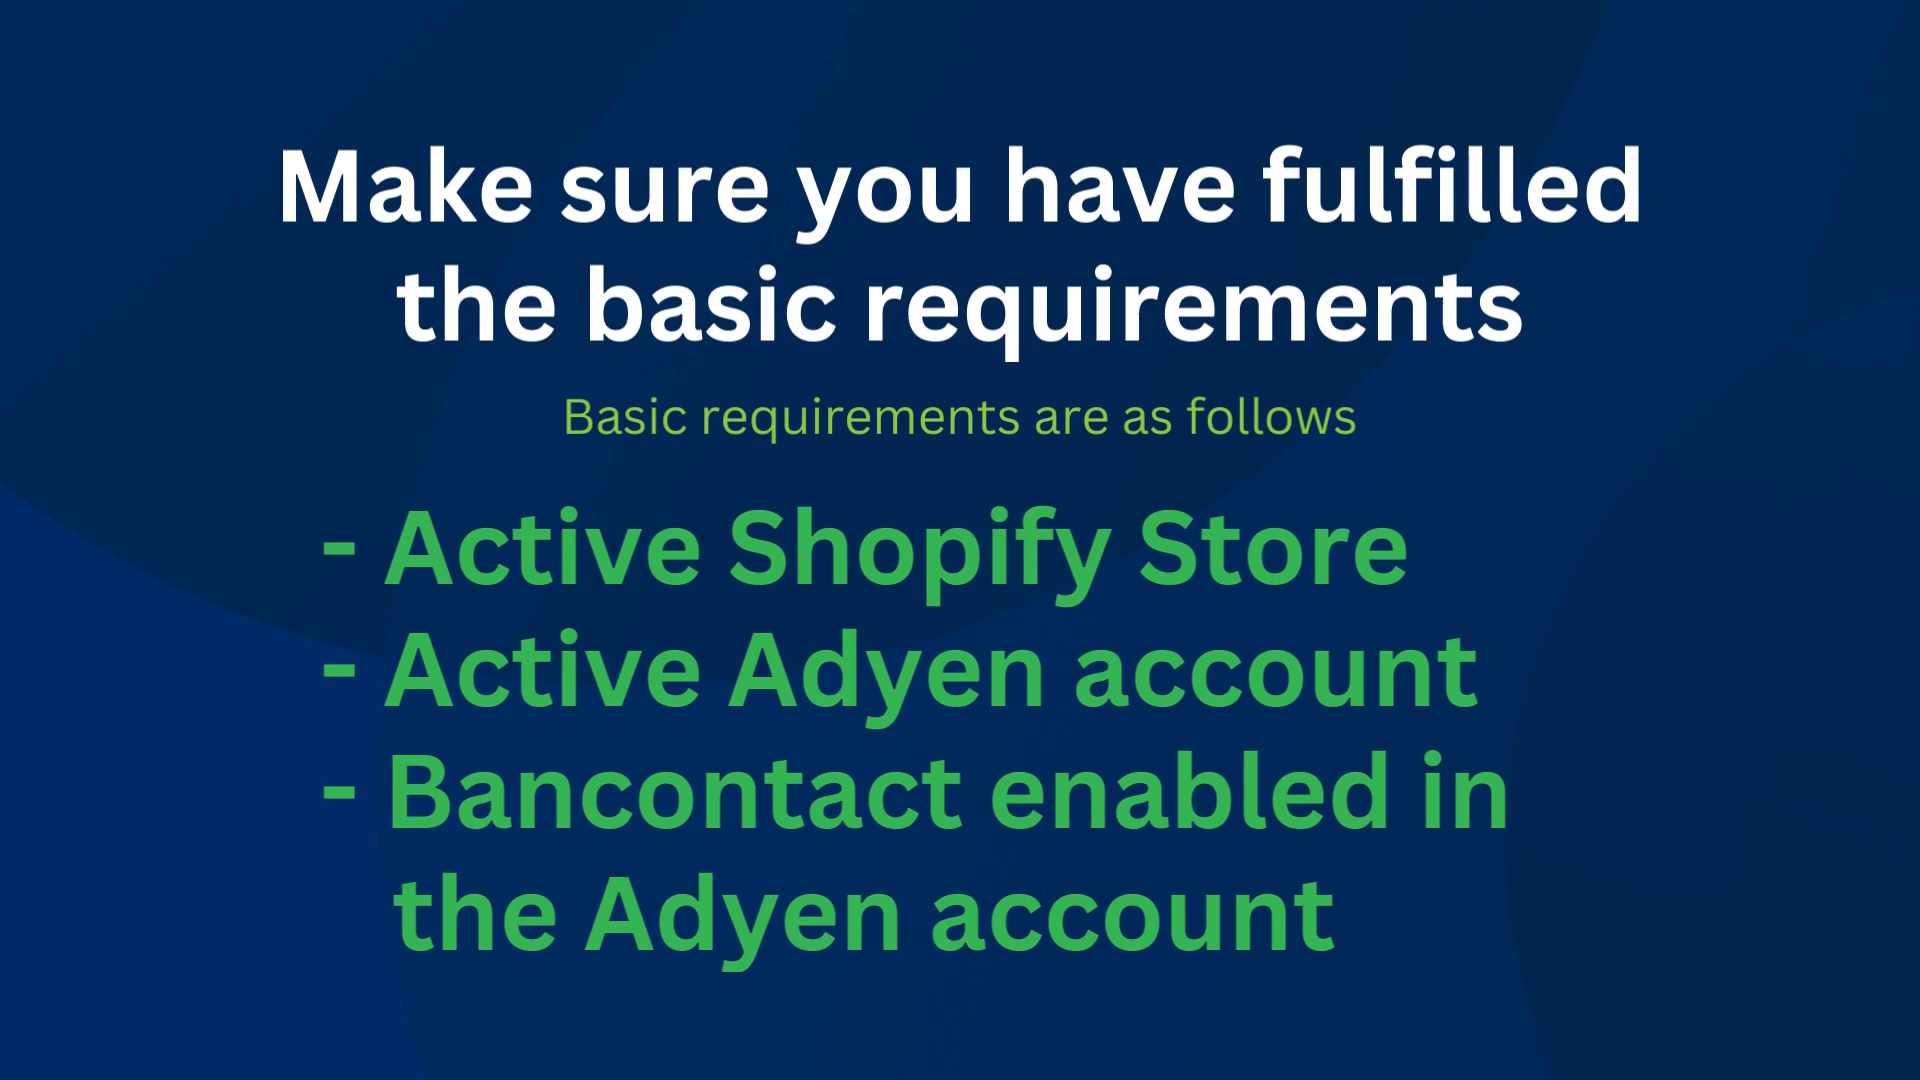 Make sure you have fulfilled
the basic requirements
Basic requirements are as follows
- Active Shopify Store
- Active Adyen account
- Bancontact enabled in
the Adyen account